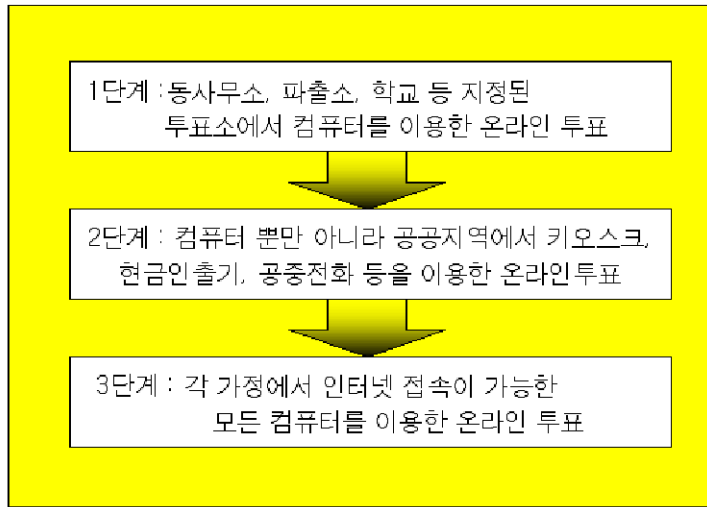 1단계 : 동사무소, 파출소, 학교 등 지정된
투표소에서 컴퓨터를 이용한 온라인 투표
2단계 : 컴퓨터 뿐만 아니라 공공지역에서 키오스크,
현금인출기, 공중전화 등을 이용한 온라인투표
3단계 : 각 가정에서 인터넷 접속이 가능한
모든 컴퓨터를 이용한 온라인 투표